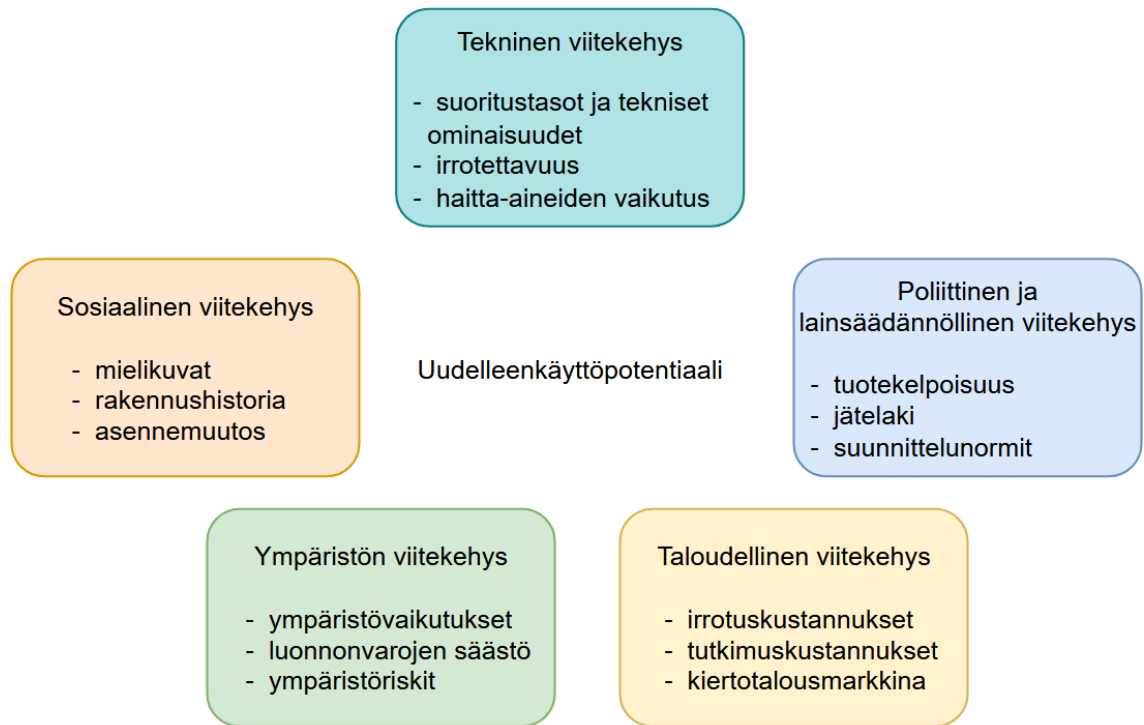 Tekninen viitekehys
- suoritustasot ja tekniset
ominaisuudet
- irrotettavuus
- haitta-aineiden vaikutus
Sosiaalinen viitekehys
- mielikuvat
- rakennushistoria
- asennemuutos
Uudelleenkäyttöpotentiaali
Poliittinen ja
lainsäädännöllinen viitekehys
- tuotekelpoisuus
- jätelaki
- suunnittelunormit
Ympäristön viitekehys
- ympäristövaikutukset
- luonnonvarojen säästö
- ympäristöriskit
Taloudellinen viitekehys
- irrotuskustannukset
- tutkimuskustannukset
- kiertotalousmarkkina